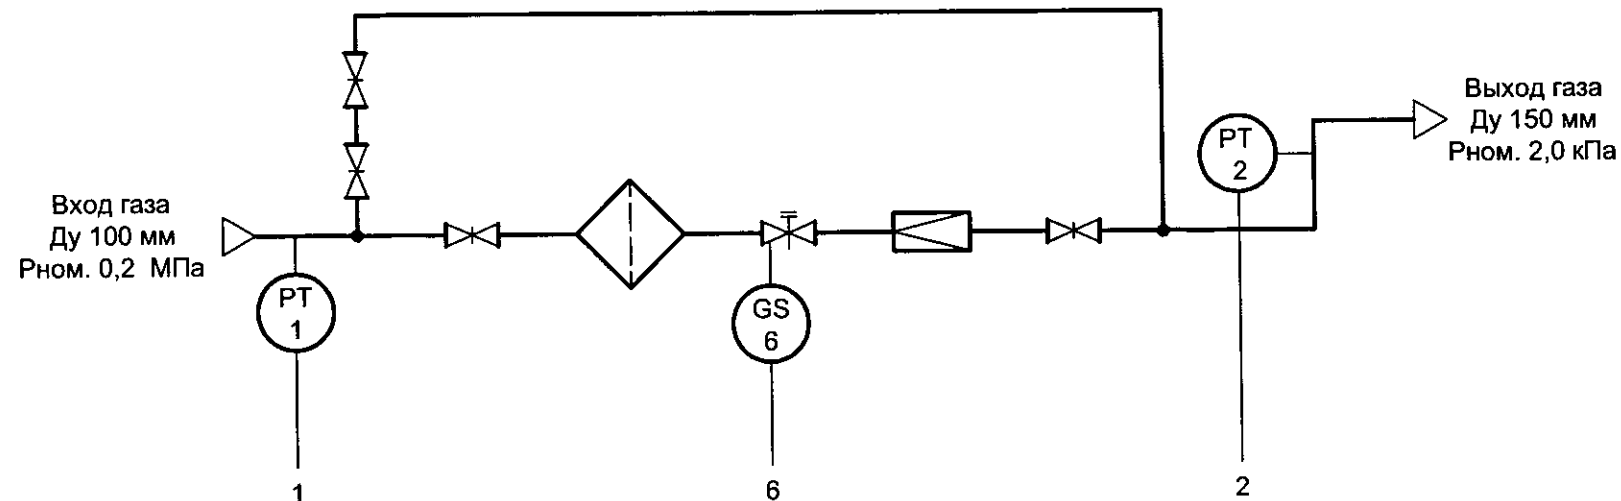 Выход газа
Ду 150 мм
Рном. 2,0 кПа
PT
2
Вход газа
Ду 100 мм
Рном. 0,2 МПа
PT
1
GS
6
1
6
2